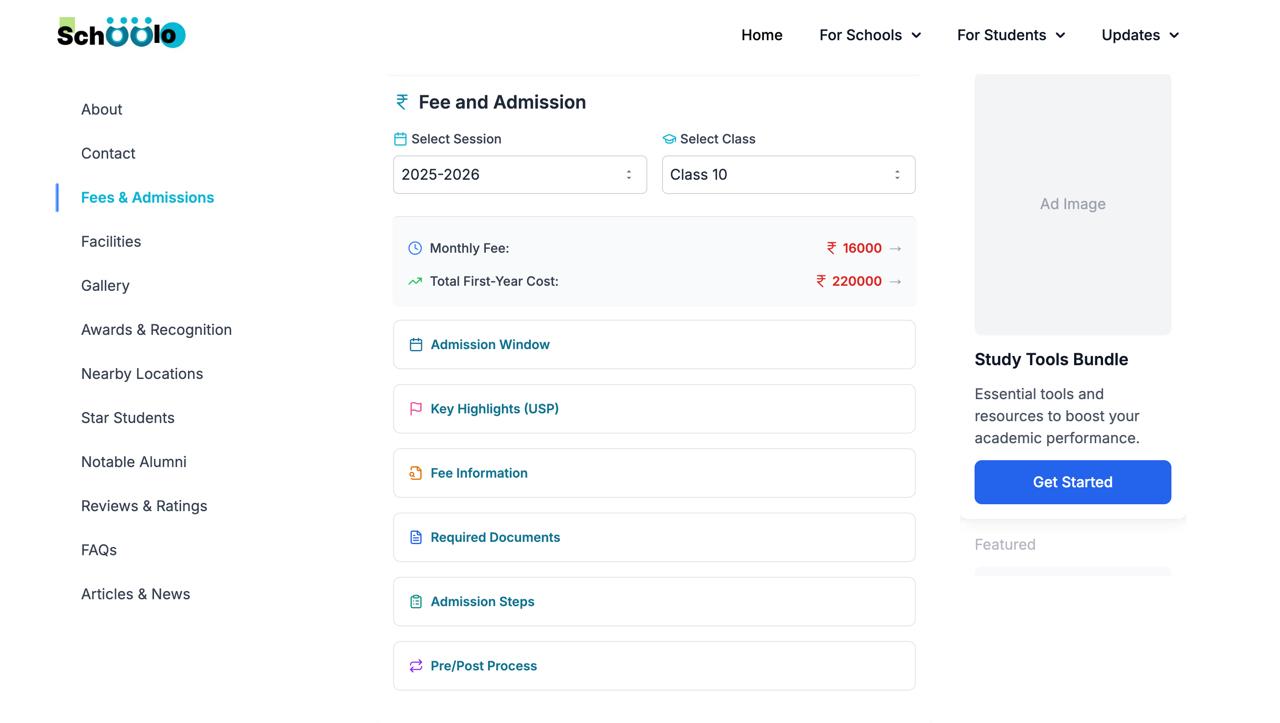 Schoolo
Home
For Schools
For Students
Updates
About
Contact
Fees & Admissions
Facilities
Gallery
Awards & Recognition
Nearby Locations
Star Students
Notable Alumni
Reviews & Ratings
FAQs
Articles & News
₹ Fee and Admission
Select Session
Select Class
2025-2026
Class 10
Monthly Fee: ₹ 16000 →
Total First-Year Cost: ₹ 220000 →
Admission Window
Key Highlights (USP)
Fee Information
Required Documents
Admission Steps
Pre/Post Process
Ad Image
Study Tools Bundle
Essential tools and
resources to boost your
academic performance.
Get Started
Featured